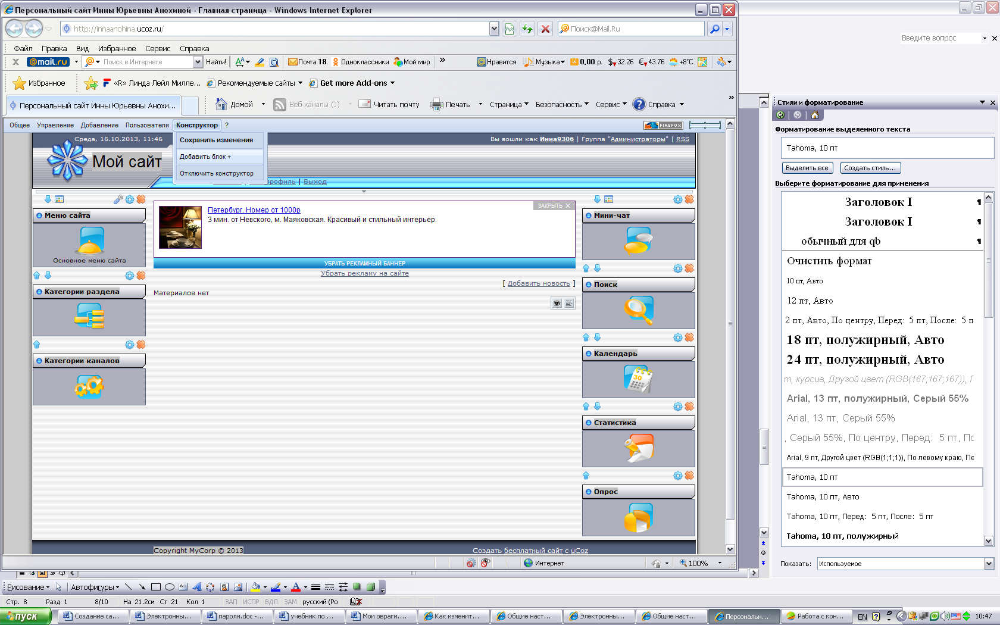 Персональный сайт Инны Юрьевны Анохиной - Главная страница - Windows Internet Explorer
http://innaanohina.ucoz.ru/
Поиск@Mail.Ru
Введите вопрос
Файл Правка Вид Избранное Сервис Справка
@mail.ru Поиск в Интернете Найти! Почта 18 Одноклассники Мой мир » Нравится Музыка 0,00 р. $ 32.26 € 43.76 +8°C
Избранное «R» Линда Лейл Милле... Рекомендуемые сайты Get more Add-ons
Персональный сайт Инны Юрьевны Анохи... Домой Веб-каналы (J) Читать почту Печать Страница Безопасность Сервис Справка »
Общее Управление Добавление Пользователи Конструктор ? FIREFOX
Сохранить изменения
Добавить блок +
Отключить конструктор
Среда, 16.10.2013, 11:46
Вы вошли как Инна9306 | Группа "Администраторы" | RSS
Мой сайт
профиль | Выход
Меню сайта
Основное меню сайта
Категории раздела
Категории каналов
Петербург. Номер от 1000р
3 мин. от Невского, м. Маяковская. Красивый и стильный интерьер.
ЗАКРЫТЬ ✕
УБРАТЬ РЕКЛАМНЫЙ БАННЕР
Убрать рекламу на сайте
[ Добавить новость ]
Материалов нет
Мини-чат
Поиск
Календарь
30
Статистика
Опрос
Copyright MyCorp © 2013
Создать бесплатный сайт с uCoz
Интернет 100%
Стили и форматирование
Форматирование выделенного текста
Tahoma, 10 пт
Выделить все Создать стиль...
Выберите форматирование для применения
Заголовок I ¶
Заголовок I ¶
обычный для qb ¶
Очистить формат
10 пт, Авто
12 пт, Авто
2 пт, Авто, По центру, Перед: 5 пт, После: 5 п
18 пт, полужирный, Авто
24 пт, полужирный, Авто
т, курсив, Другой цвет (RGB(167;167;167)), Г
Arial, 13 пт, полужирный, Серый 55%
Arial, 13 пт, Серый 55%
, Серый 55%, По центру, Перед: 5 пт, Пс
Arial, 9 пт, Другой цвет (RGB(1;1;1)), По левому краю, Пе
Tahoma, 10 пт
Tahoma, 10 пт, Авто
Tahoma, 10 пт, Перед: 5 пт, После: 5 пт
Tahoma, 10 пт, полужирный
Показать: Используемое
Рисование Автофигуры
Стр. 8 Разд 1 8/10 На 21.2см Ст 21 Кол 1 ЗАП ИСПР ВДЛ ЗАМ русский (Ро
пуск Создание са... Электронны... пароли.doc -... учебник по ... Мои овраги.... Как изменит... Общие наст... Электронны... Общие наст... Персональн... Работа с кон... EN 10:47